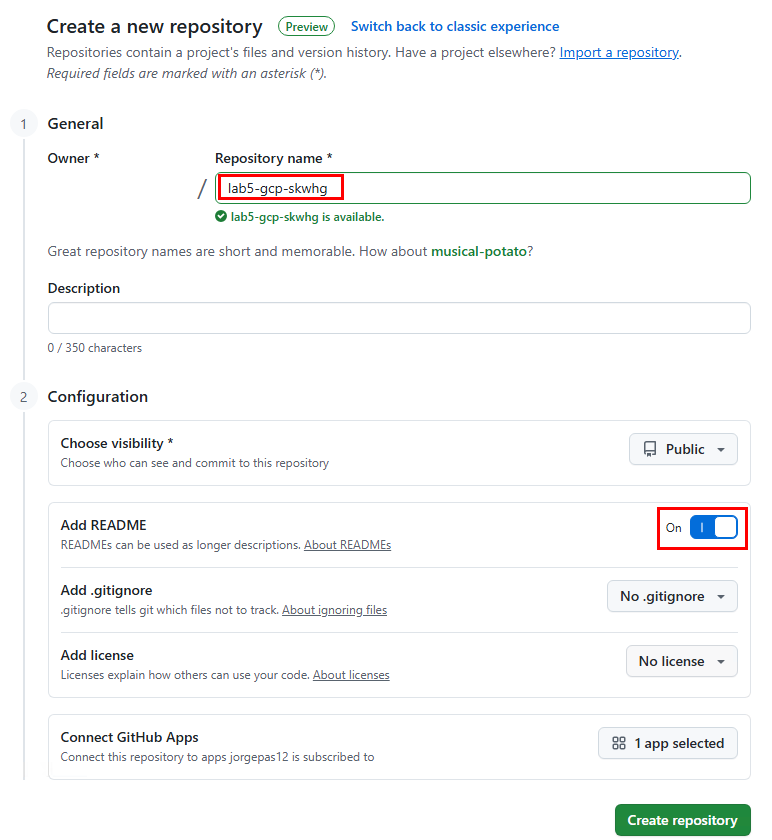 Create a new repository Preview Switch back to classic experience
Repositories contain a project's files and version history. Have a project elsewhere? Import a repository.
Required fields are marked with an asterisk (*).
1 General
Owner * Repository name *
/ lab5-gcp-skwhg
lab5-gcp-skwhg is available.
Great repository names are short and memorable. How about musical-potato?
Description
0 / 350 characters
2 Configuration
Choose visibility *
Choose who can see and commit to this repository
Public
Add README
READMEs can be used as longer descriptions. About READMEs
On
Add .gitignore
.gitignore tells git which files not to track. About ignoring files
No .gitignore
Add license
Licenses explain how others can use your code. About licenses
No license
Connect GitHub Apps
Connect this repository to apps jorgepas12 is subscribed to
1 app selected
Create repository